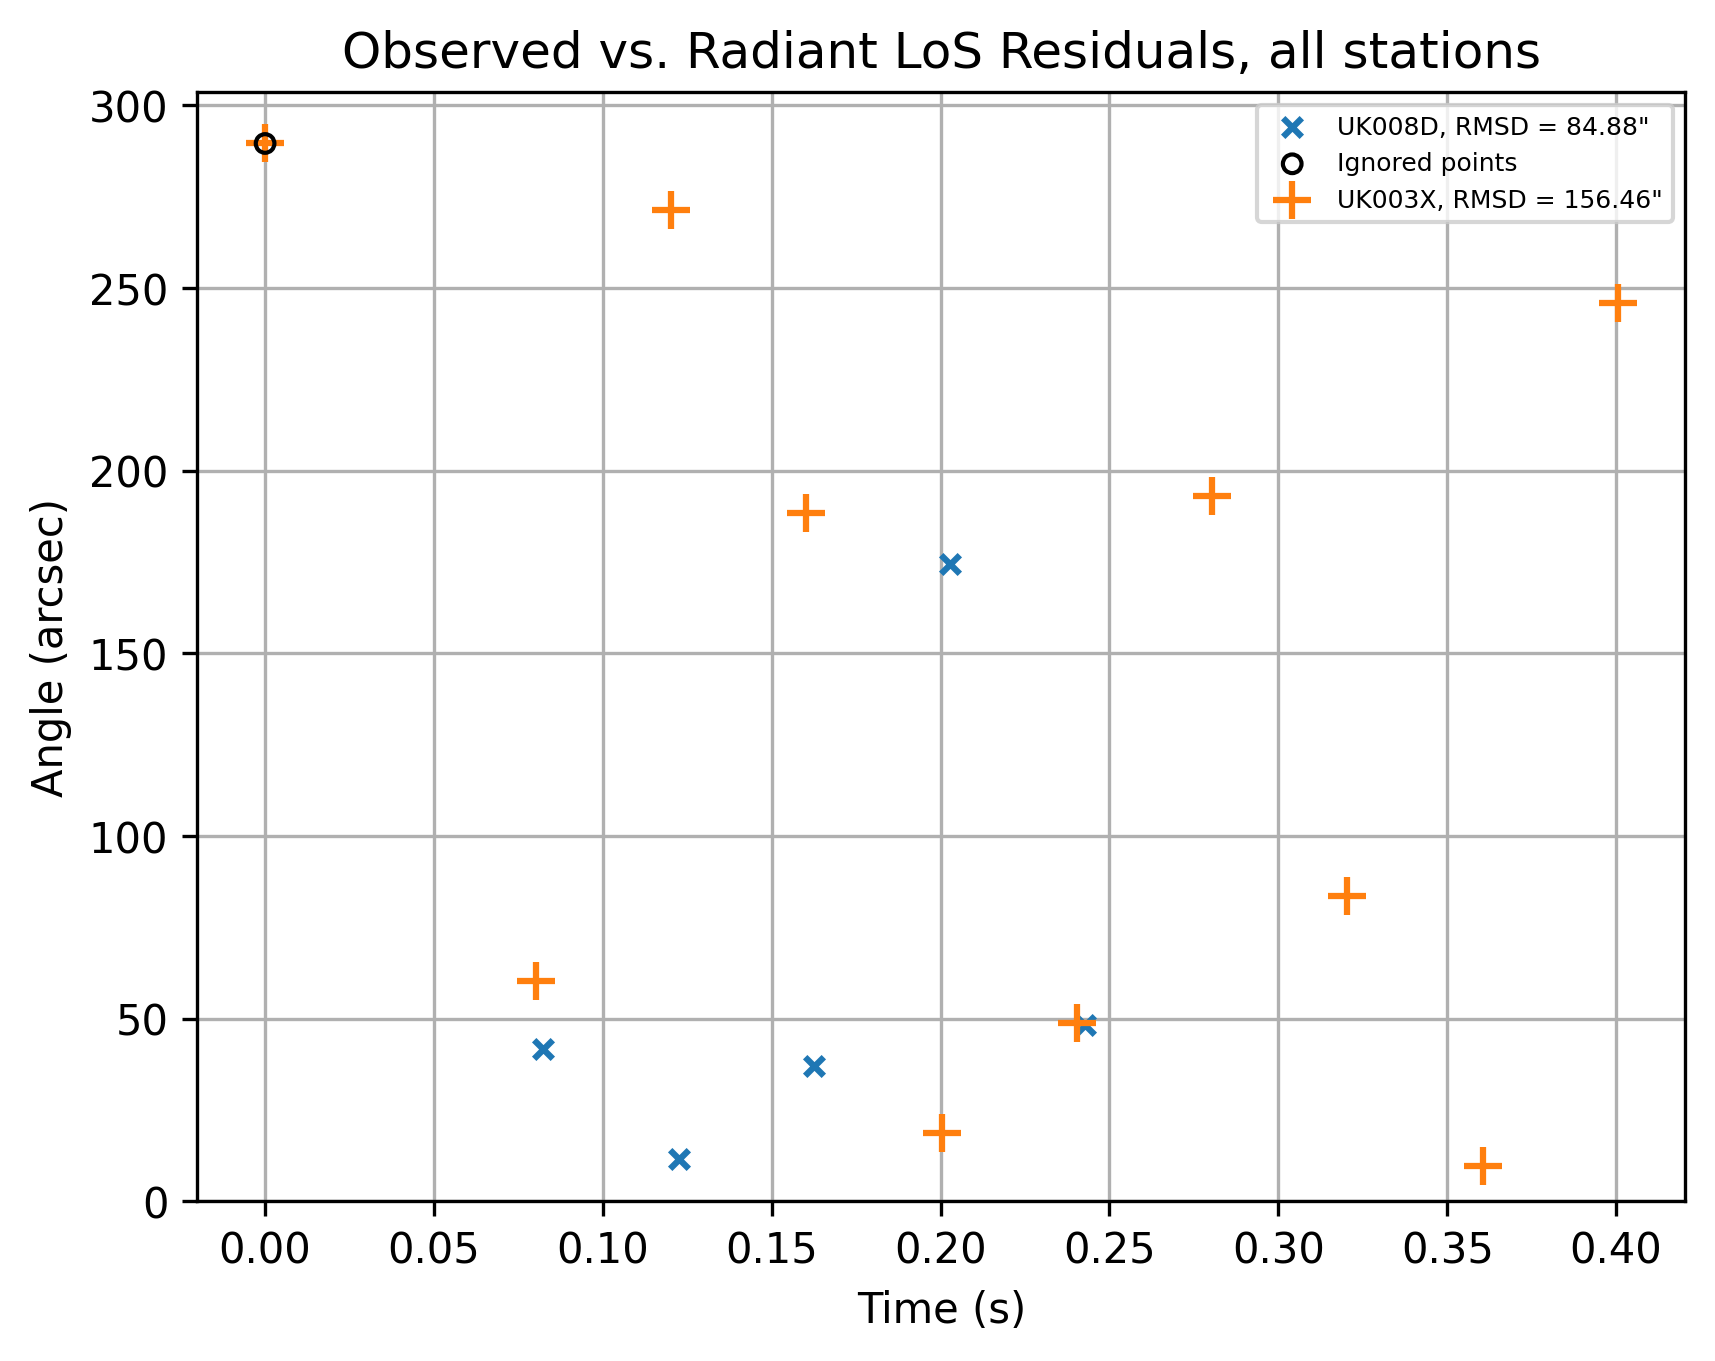 Observed vs. Radiant LoS Residuals, all stations
UK008D, RMSD = 84.88"
Ignored points
UK003X, RMSD = 156.46"
Angle (arcsec)
300
250
200
150
100
50
0
0.00 0.05 0.10 0.15 0.20 0.25 0.30 0.35 0.40
Time (s)